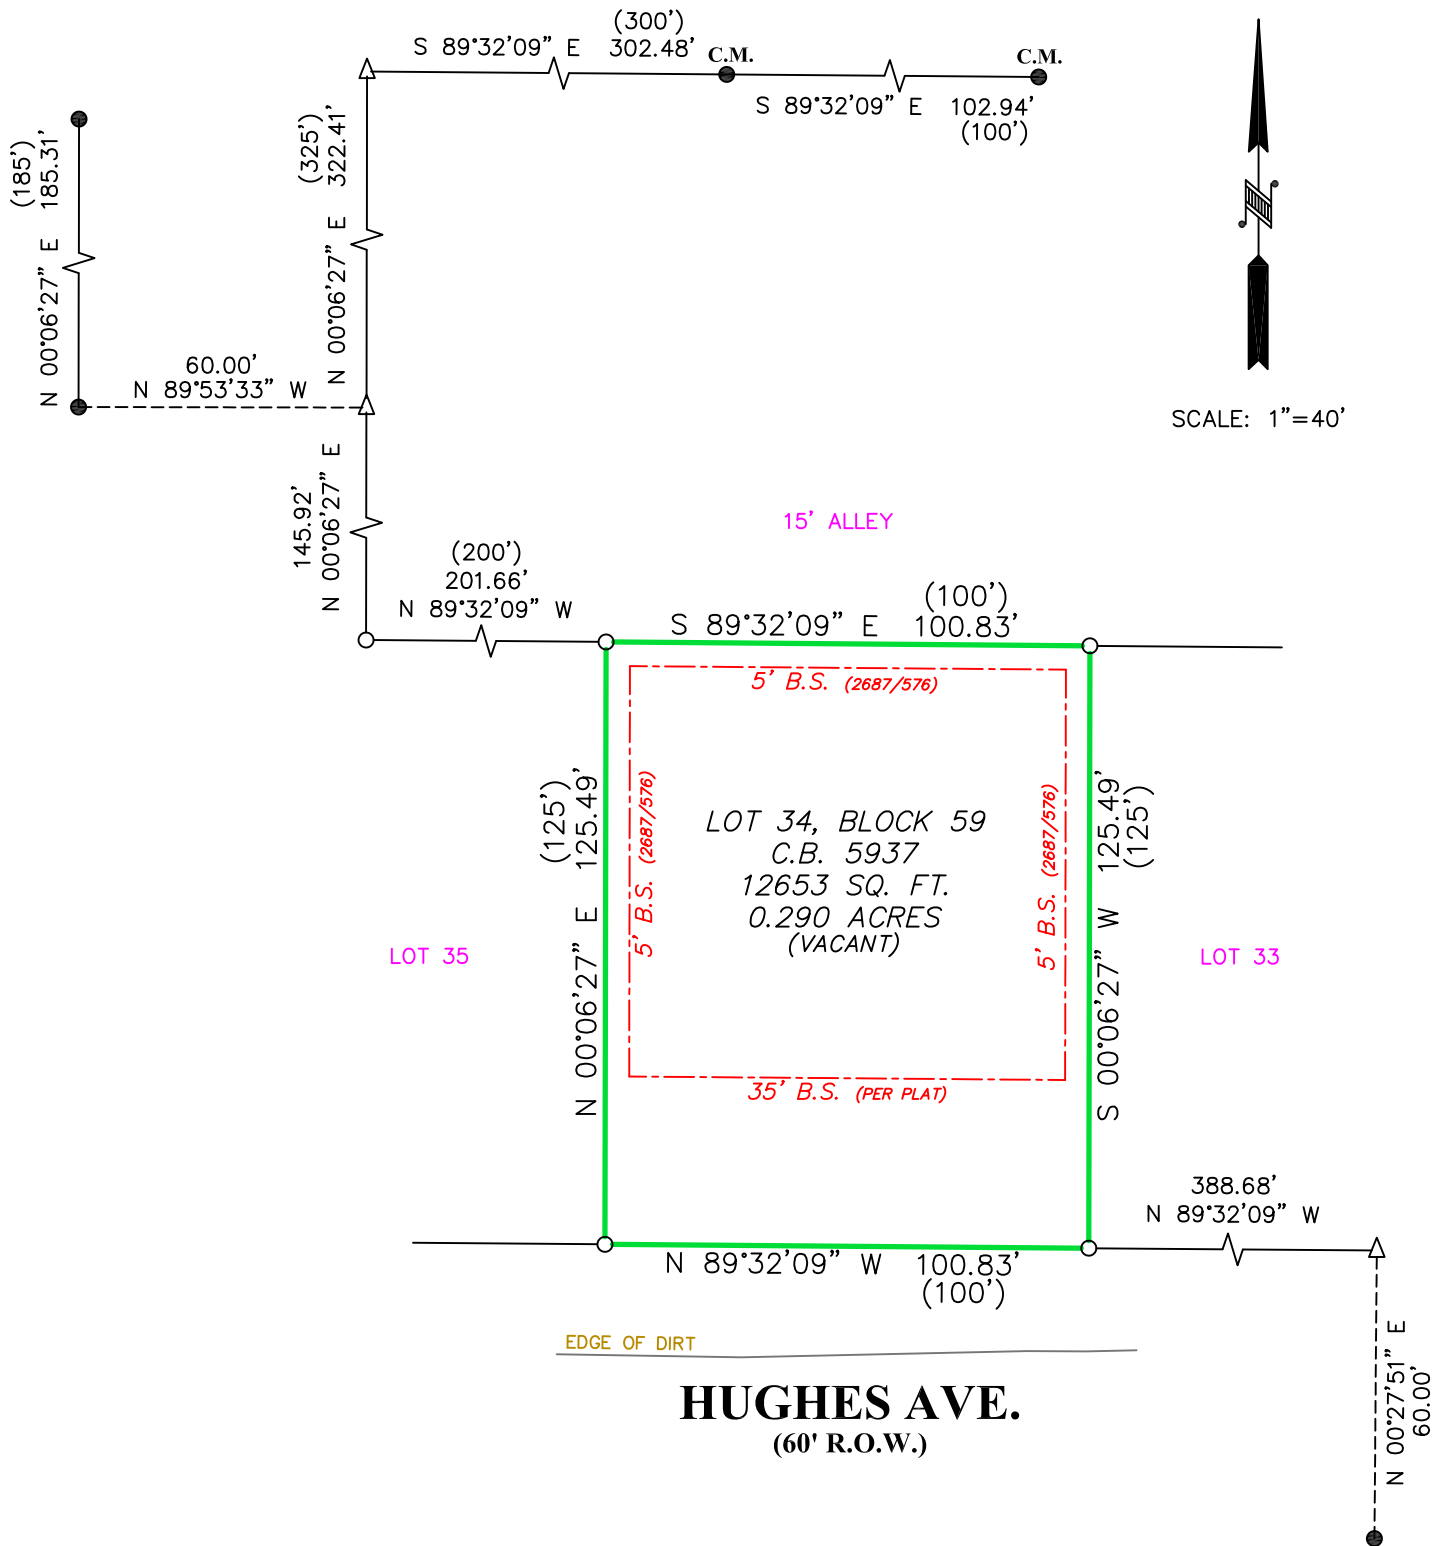 (300')
S 89°32'09" E 302.48'
C.M.
C.M.
S 89°32'09" E 102.94'
(100')
(185')
N 00°06'27" E 185.31'
(325')
N 00°06'27" E 322.41'
60.00'
N 89°53'33" W
SCALE: 1"=40'
145.92'
N 00°06'27" E
15' ALLEY
(200')
201.66'
N 89°32'09" W
(100')
S 89°32'09" E 100.83'
5' B.S. (2687/576)
(125')
N 00°06'27" E 125.49'
5' B.S. (2687/576)
LOT 34, BLOCK 59
C.B. 5937
12653 SQ. FT.
0.290 ACRES
(VACANT)
5' B.S. (2687/576)
S 00°06'27" W 125.49'
(125')
LOT 35
LOT 33
35' B.S. (PER PLAT)
388.68'
N 89°32'09" W
N 89°32'09" W 100.83'
(100')
EDGE OF DIRT
HUGHES AVE.
(60' R.O.W.)
N 00°27'51" E
60.00'